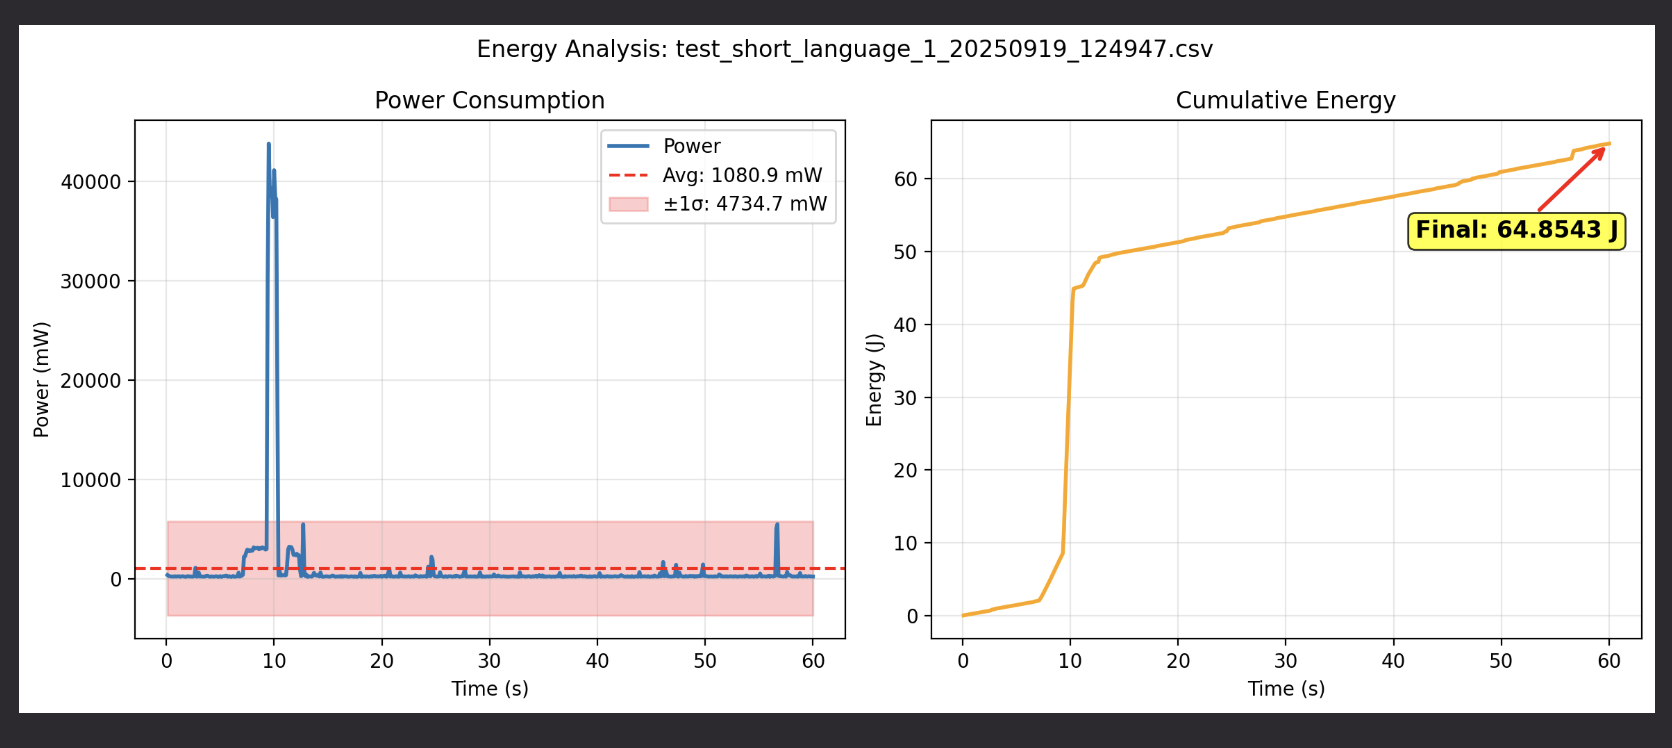 Energy Analysis: test_short_language_1_20250919_124947.csv
Power Consumption
Power
Avg: 1080.9 mW
±1σ: 4734.7 mW
40000
30000
20000
10000
0
Power (mW)
0 10 20 30 40 50 60
Time (s)
Cumulative Energy
Final: 64.8543 J
60
50
40
30
20
10
0
Energy (J)
0 10 20 30 40 50 60
Time (s)